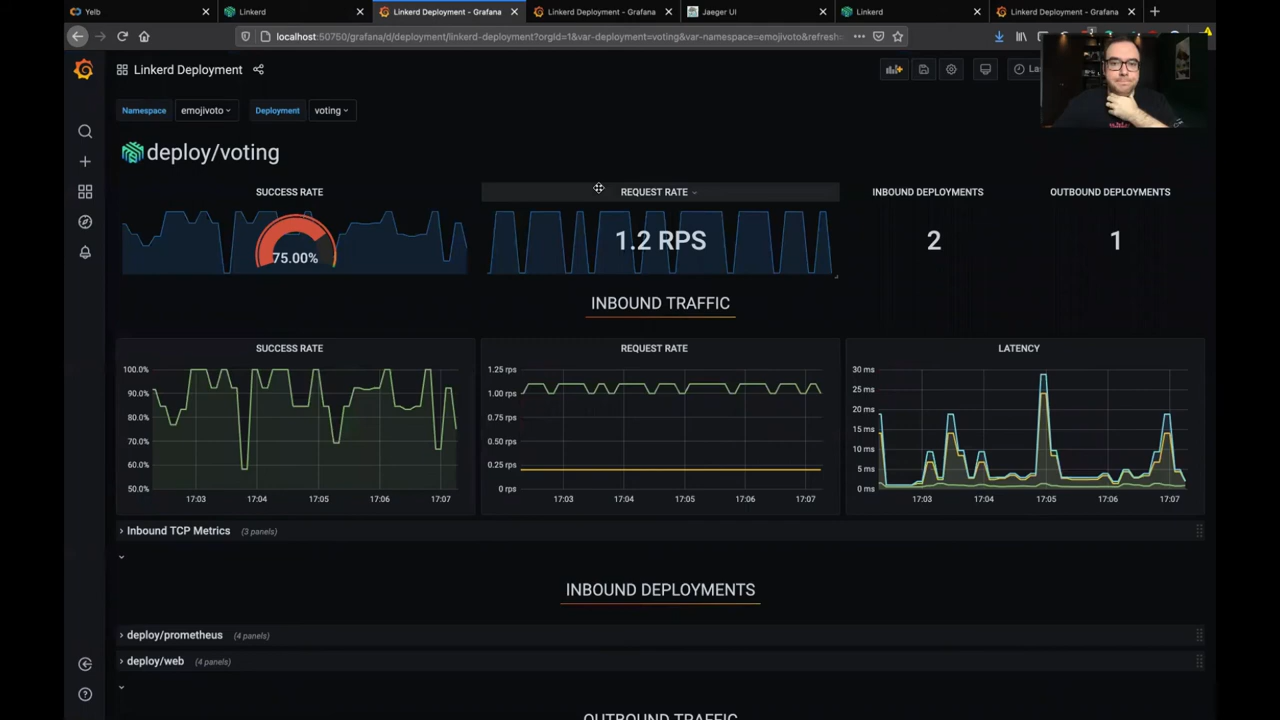 Yelb
Linkerd
Linkerd Deployment - Grafana
Linkerd Deployment - Grafana
Jaeger UI
Linkerd
Linkerd Deployment - Grafana
localhost:50750/grafana/d/deployment/linkerd-deployment?orgId=1&var-deployment=voting&var-namespace=emojivoto&refresh=
Linkerd Deployment
Namespace emojivoto Deployment voting
deploy/voting
SUCCESS RATE
REQUEST RATE
INBOUND DEPLOYMENTS
OUTBOUND DEPLOYMENTS
75.00%
1.2 RPS
2
1
INBOUND TRAFFIC
SUCCESS RATE
100.0%
90.0%
80.0%
70.0%
60.0%
50.0%
17:03 17:04 17:05 17:06 17:07
REQUEST RATE
1.25 rps
1.00 rps
0.75 rps
0.50 rps
0.25 rps
0 rps
17:03 17:04 17:05 17:06 17:07
LATENCY
30 ms
25 ms
20 ms
15 ms
10 ms
5 ms
0 ms
17:03 17:04 17:05 17:06 17:07
Inbound TCP Metrics (3 panels)
INBOUND DEPLOYMENTS
deploy/prometheus (4 panels)
deploy/web (4 panels)
OUTBOUND TRAFFIC